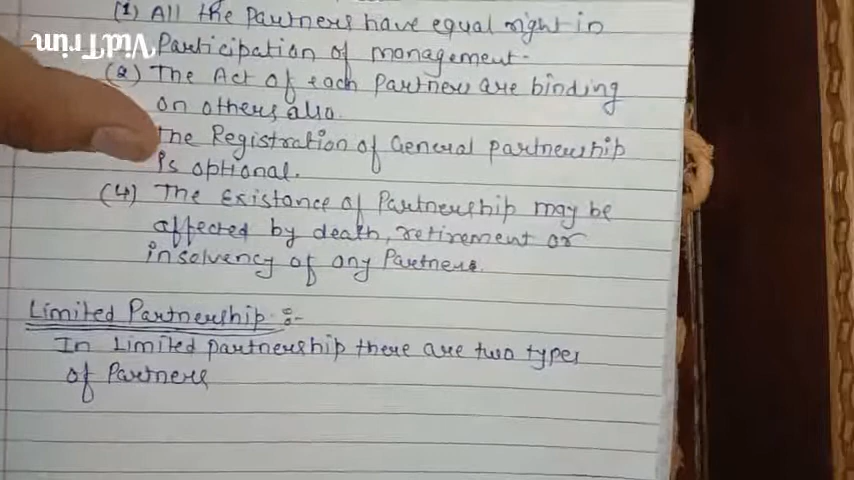 (1) All the Partners have equal right in
Participation of management.
VidTrim
(2) The Act of each Partners are binding
on others also.
The Registration of General partnership
is optional.
(4) The Existance of Partnership may be
affected by death, retirement or
insolvency of any Partners.
Limited Partnership :-
In Limited partnership there are two types
of Partners